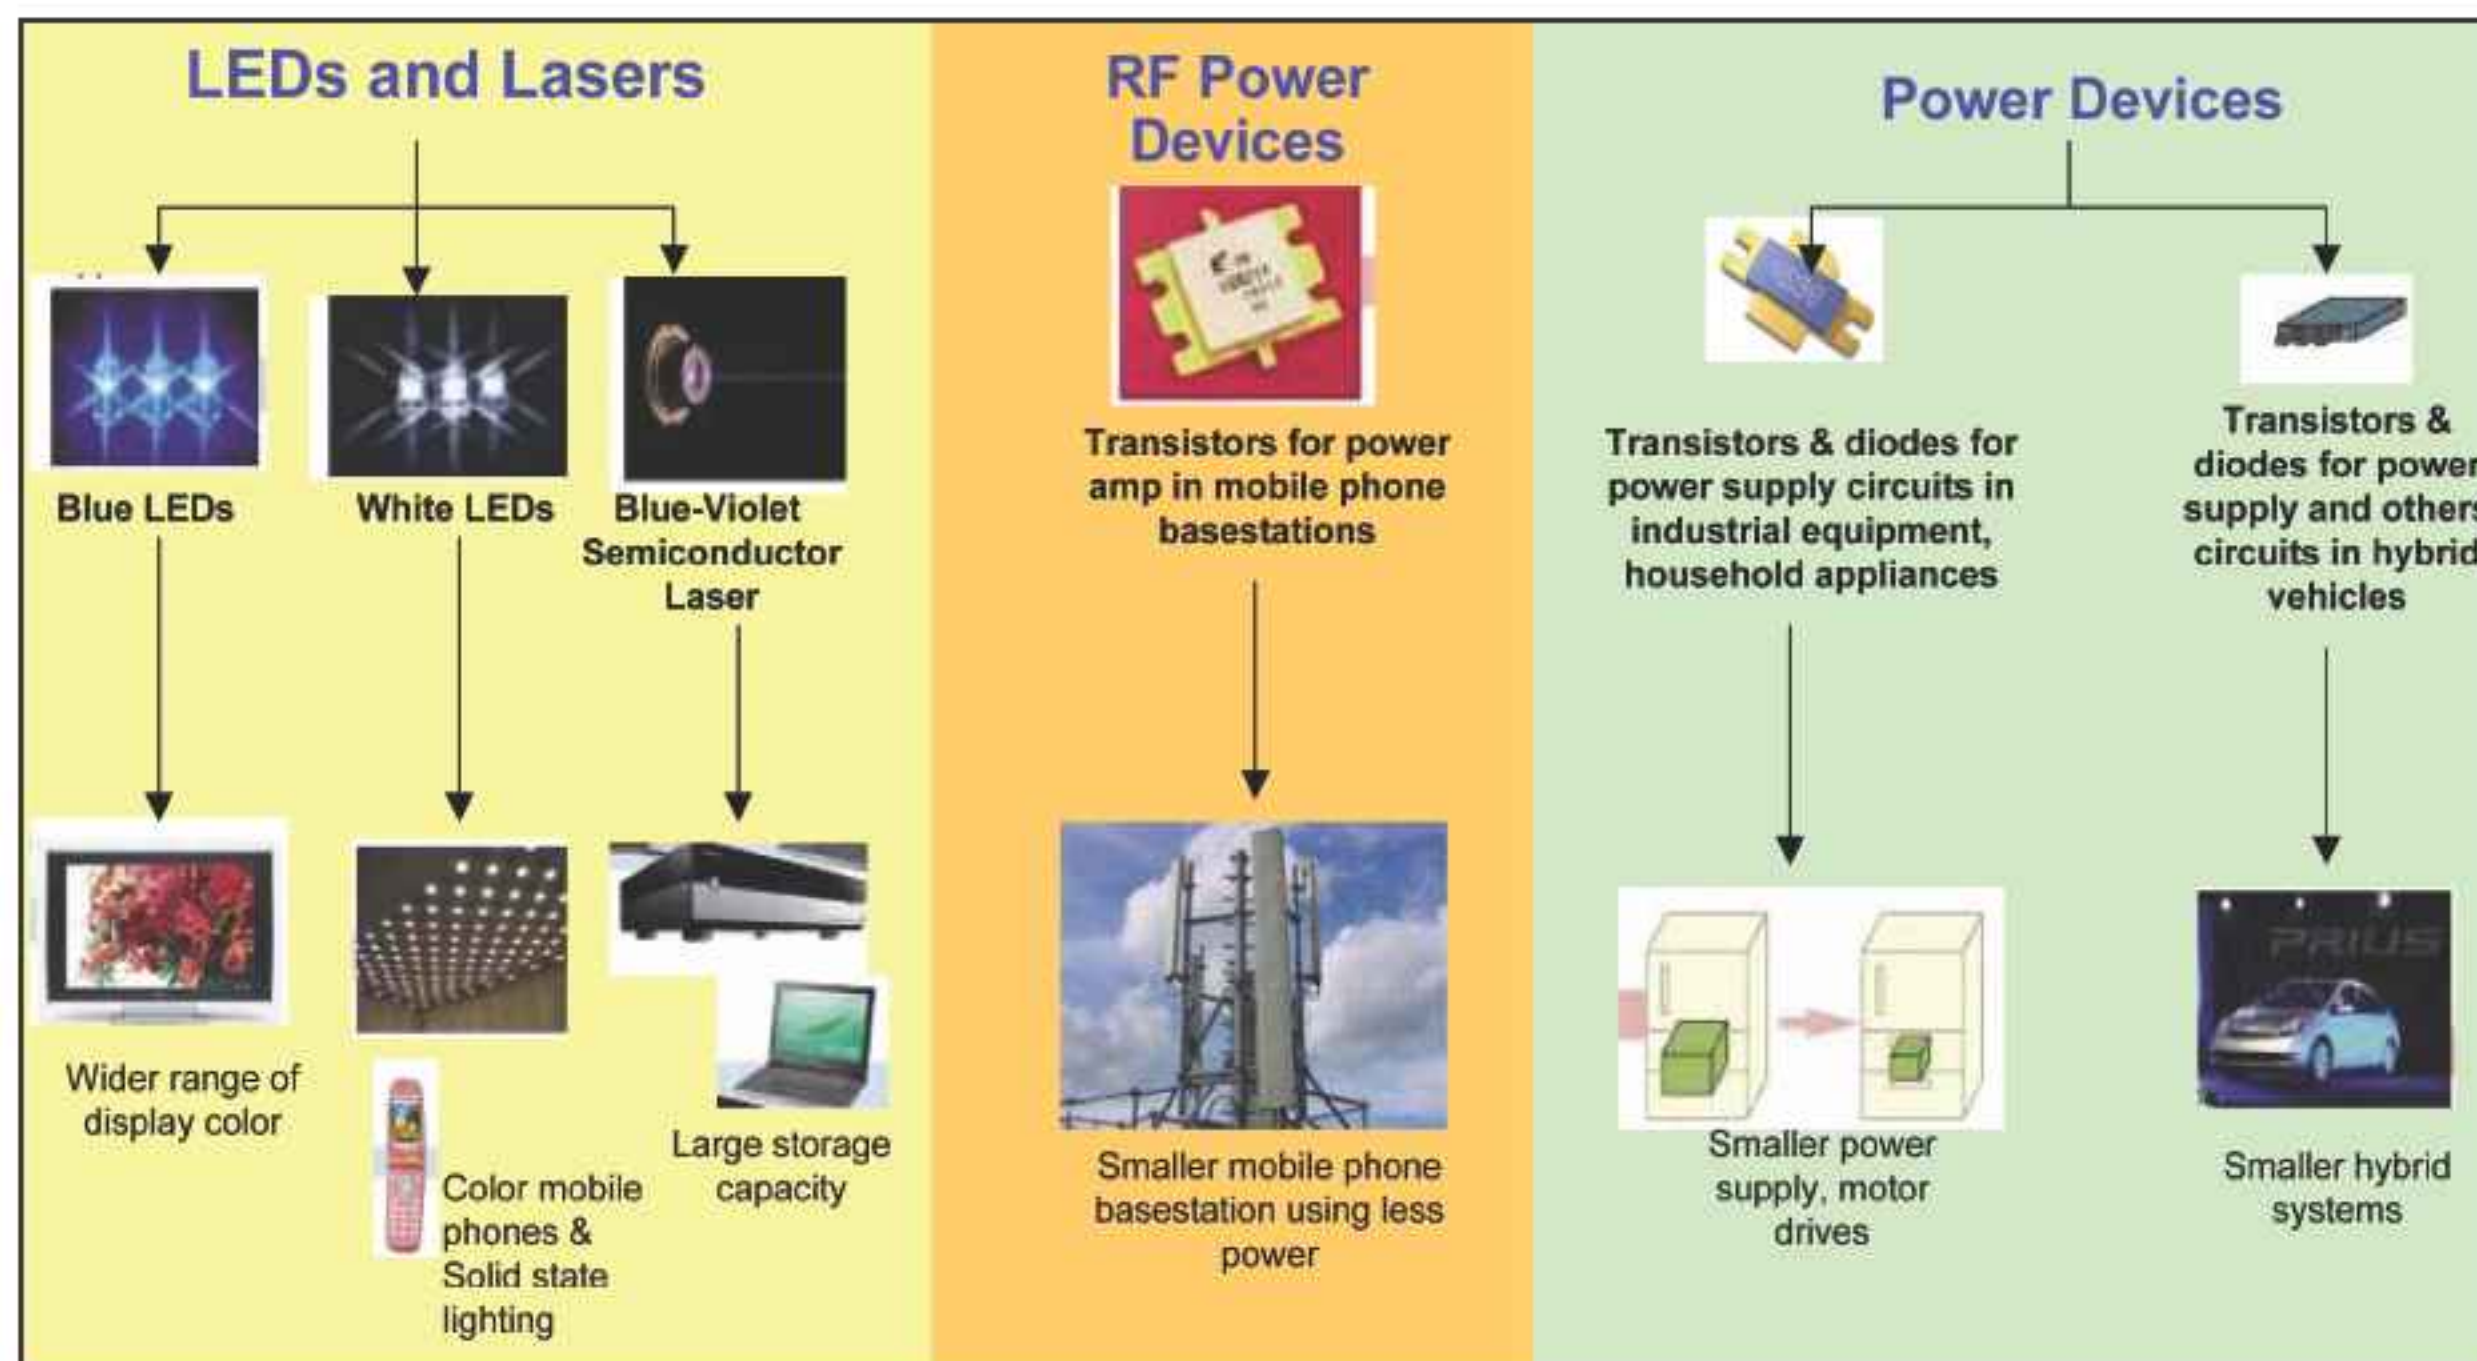 LEDs and Lasers
Blue LEDs
White LEDs
Blue-Violet
Semiconductor
Laser
Wider range of
display color
Color mobile
phones &
Solid state
lighting
Large storage
capacity
RF Power
Devices
Transistors for power
amp in mobile phone
basestations
Smaller mobile phone
basestation using less
power
Power Devices
Transistors & diodes for
power supply circuits in
industrial equipment,
household appliances
Smaller power
supply, motor
drives
Transistors &
diodes for power
supply and others
circuits in hybrid
vehicles
PRIUS
Smaller hybrid
systems